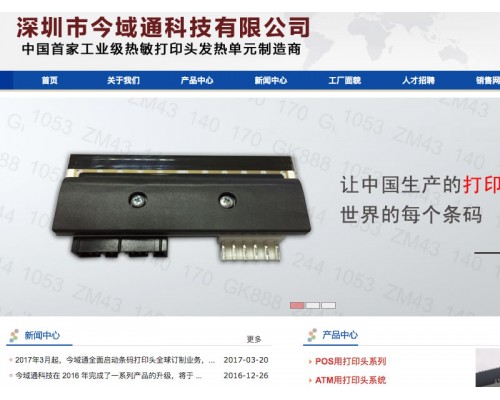 深圳市今域通科技有限公司
中国首家工业级热敏打印头发热单元制造商
首页 关于我们 产品中心 新闻中心 工厂面貌 人才招聘 销售网
1053 ZM43 140 170 GK888
让中国生产的打印
世界的每个条码
新闻中心 更多
2017年3月起，今域通全面启动条码打印头全球订制业务，... 2017-03-20
今域通科技在 2016 年完成了一系列产品的升级，将于 ... 2016-12-26
产品中心
POS用打印头系列
ATM用打印头系统